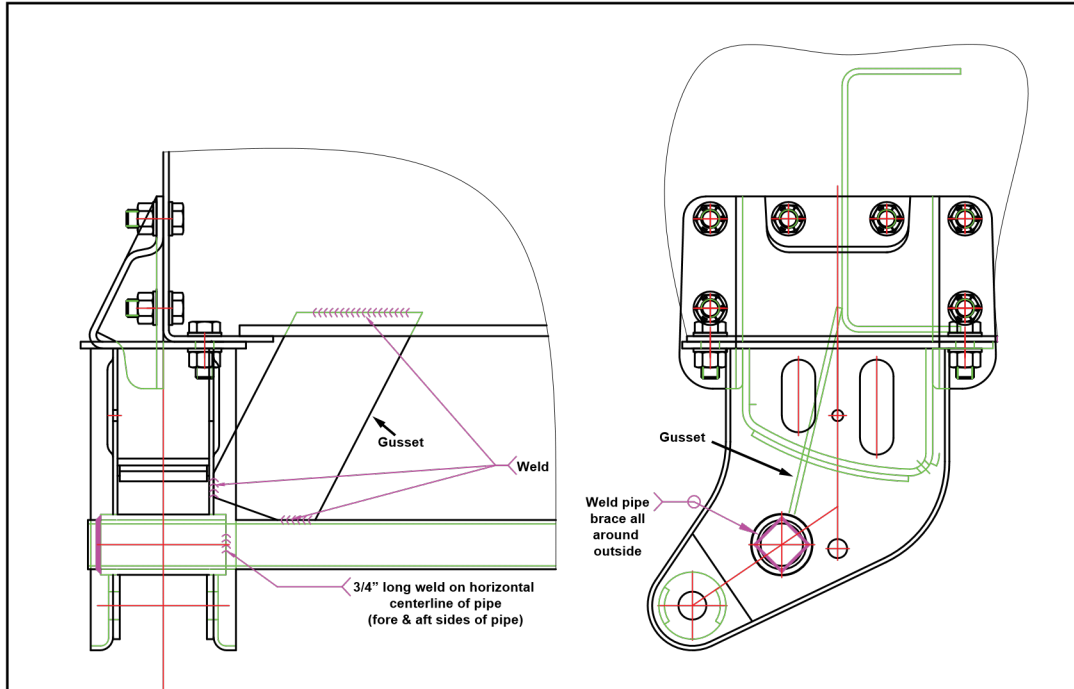 Gusset
Weld
3/4” long weld on horizontal
centerline of pipe
(fore & aft sides of pipe)
Gusset
Weld pipe
brace all
around
outside